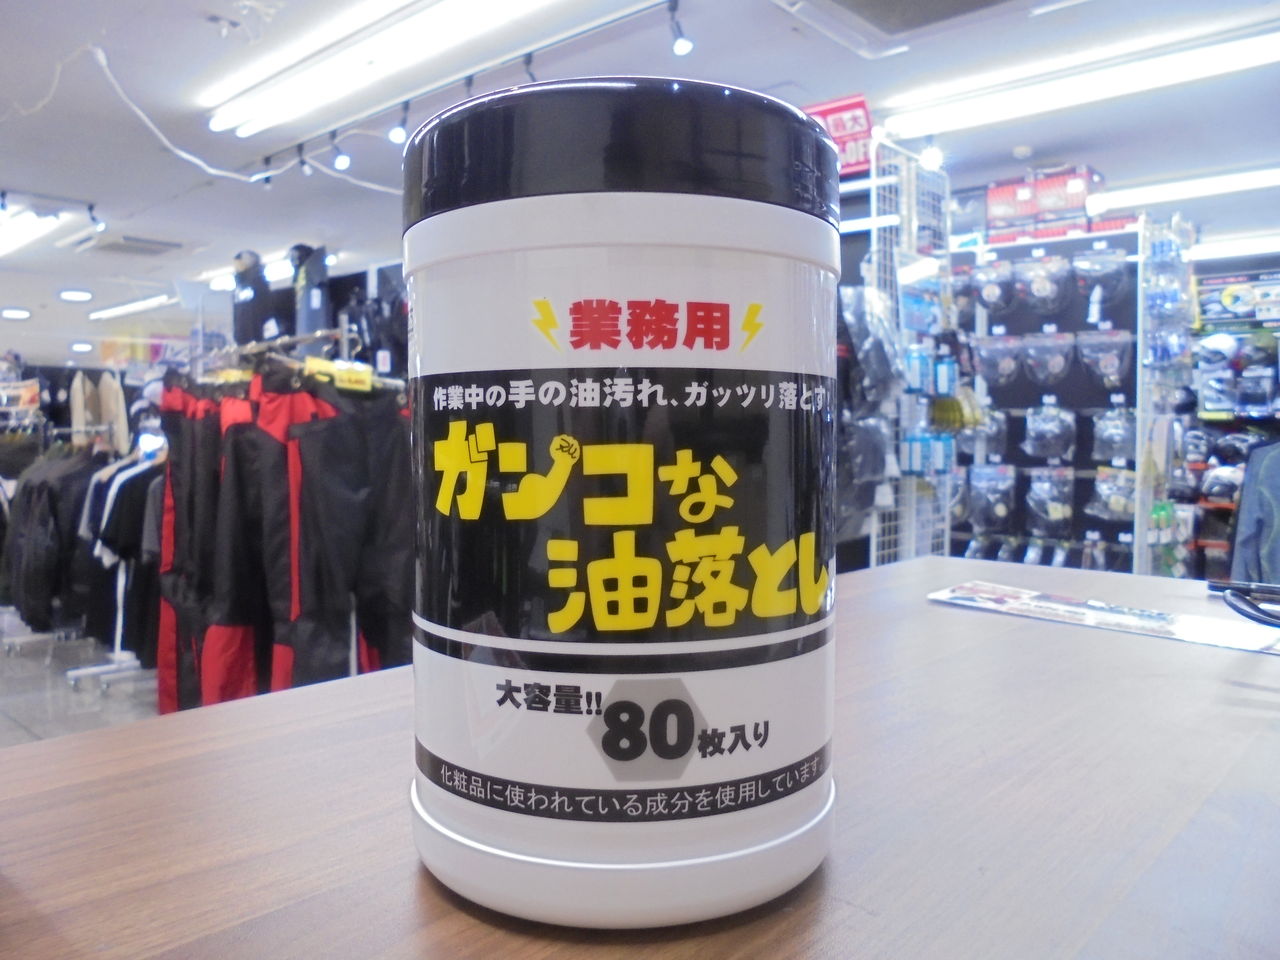 最大
業務用
作業中の手の油汚れ、ガッツリ落とす
ガンコな
油落とし
大容量!!
80枚入り
化粧品に使われている成分を使用しています。